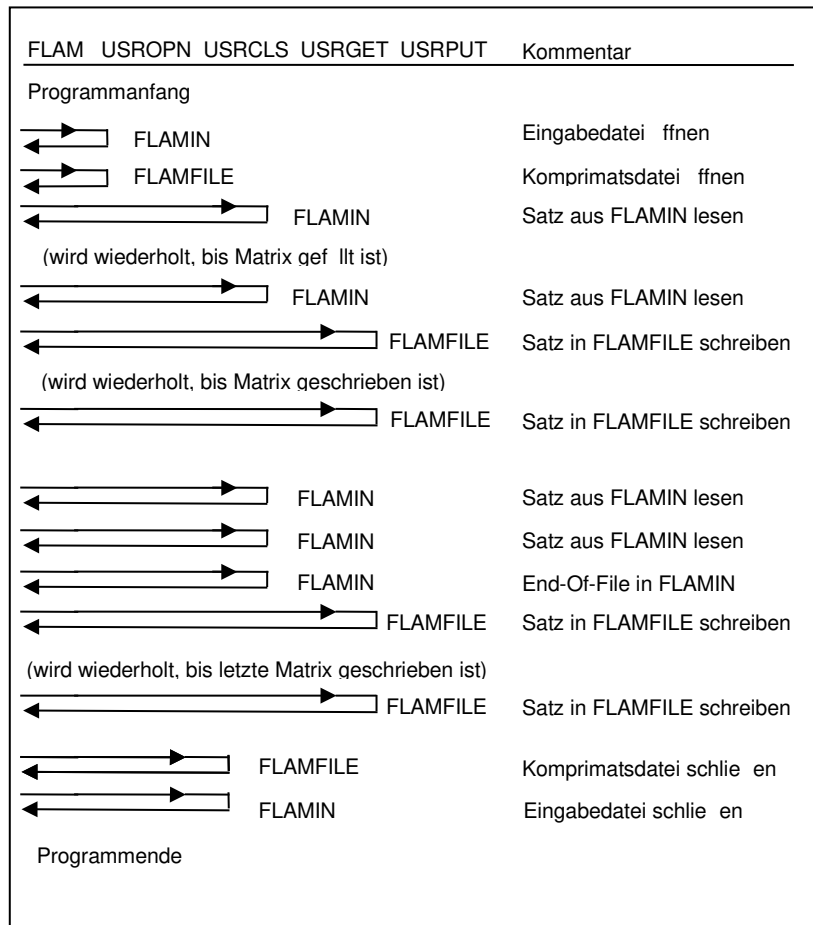 FLAM USROPN USRCLS USRGET USRPUT Kommentar
Programmanfang
FLAMIN Eingabedatei ffnen
FLAMFILE Komprimatsdatei ffnen
FLAMIN Satz aus FLAMIN lesen
(wird wiederholt, bis Matrix gef llt ist)
FLAMIN Satz aus FLAMIN lesen
FLAMFILE Satz in FLAMFILE schreiben
(wird wiederholt, bis Matrix geschrieben ist)
FLAMFILE Satz in FLAMFILE schreiben
FLAMIN Satz aus FLAMIN lesen
FLAMIN Satz aus FLAMIN lesen
FLAMIN End-Of-File in FLAMIN
FLAMFILE Satz in FLAMFILE schreiben
(wird wiederholt, bis letzte Matrix geschrieben ist)
FLAMFILE Satz in FLAMFILE schreiben
FLAMFILE Komprimatsdatei schlie en
FLAMIN Eingabedatei schlie en
Programmende